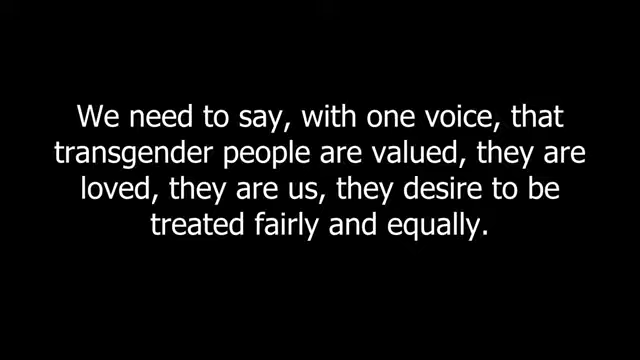 We need to say, with one voice, that
transgender people are valued, they are
loved, they are us, they desire to be
treated fairly and equally.